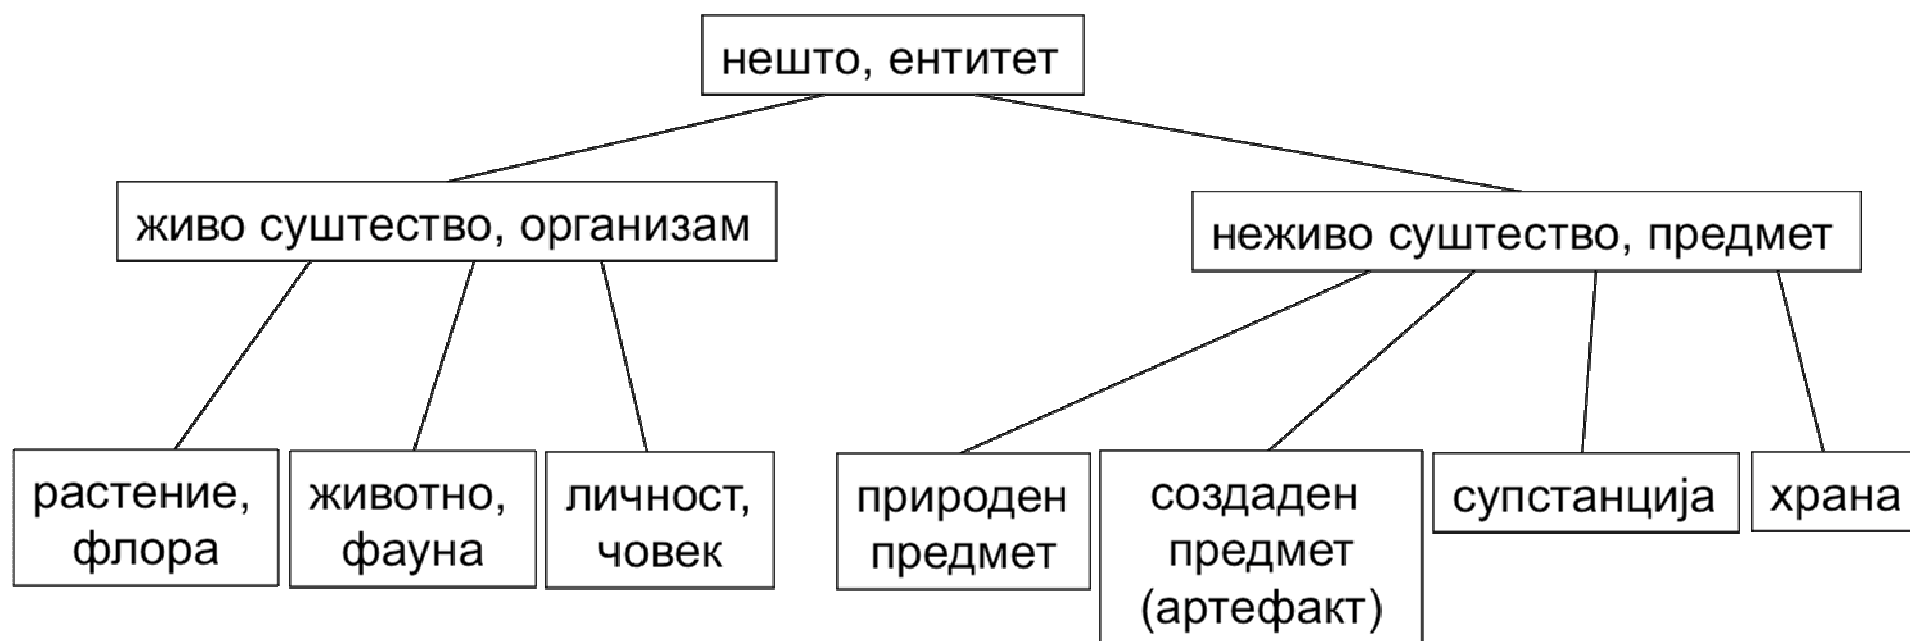 нешто, ентитет
живо суштество, организам
неживо суштество, предмет
растение,
флора
животно,
фауна
личност,
човек
природен
предмет
создаден
предмет
(артефакт)
супстанција
храна